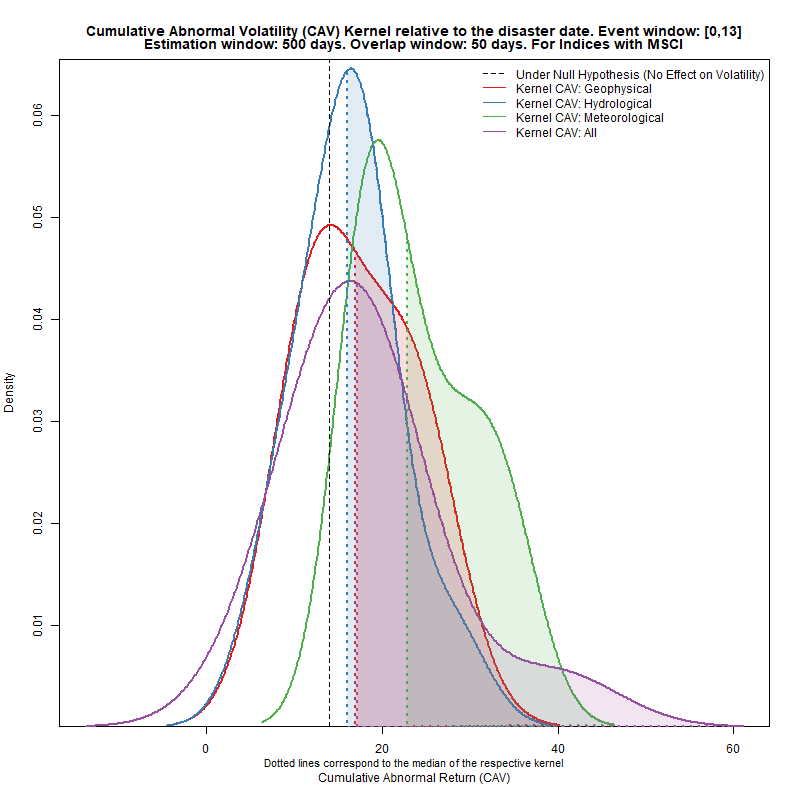 Cumulative Abnormal Volatility (CAV) Kernel relative to the disaster date. Event window: [0,13]
Estimation window: 500 days. Overlap window: 50 days. For Indices with MSCI
Under Null Hypothesis (No Effect on Volatility)
Kernel CAV: Geophysical
Kernel CAV: Hydrological
Kernel CAV: Meteorological
Kernel CAV: All
0.06
0.05
0.04
0.03
0.02
0.01
Density
0 20 40 60
Dotted lines correspond to the median of the respective kernel
Cumulative Abnormal Return (CAV)